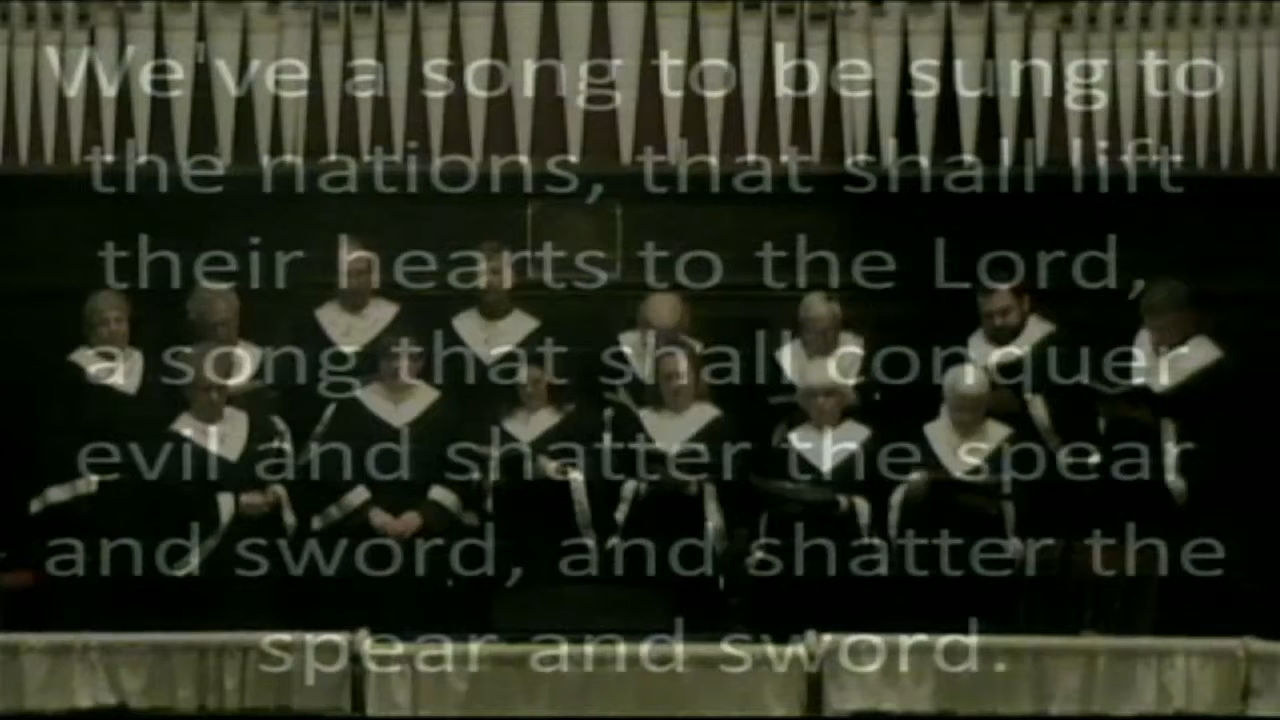 We've a song to be sung to
the nations, that shall lift
their hearts to the Lord,
a song that shall conquer
evil and shatter the spear
and sword, and shatter the
spear and sword.